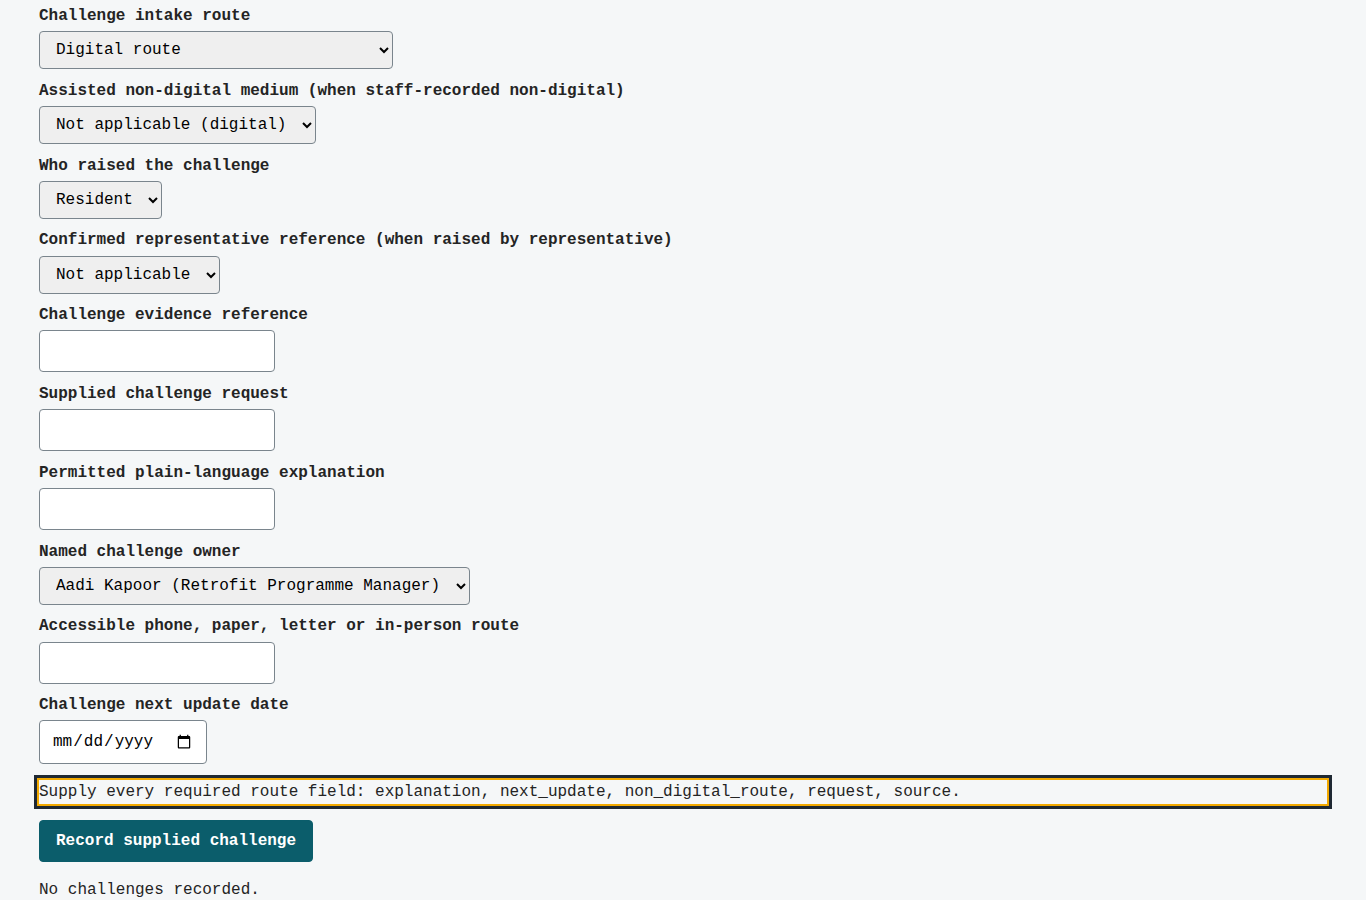 Challenge intake route
Digital route
Assisted non-digital medium (when staff-recorded non-digital)
Not applicable (digital)
Who raised the challenge
Resident
Confirmed representative reference (when raised by representative)
Not applicable
Challenge evidence reference
Supplied challenge request
Permitted plain-language explanation
Named challenge owner
Aadi Kapoor (Retrofit Programme Manager)
Accessible phone, paper, letter or in-person route
Challenge next update date
mm/dd/yyyy
Supply every required route field: explanation, next_update, non_digital_route, request, source.
Record supplied challenge
No challenges recorded.